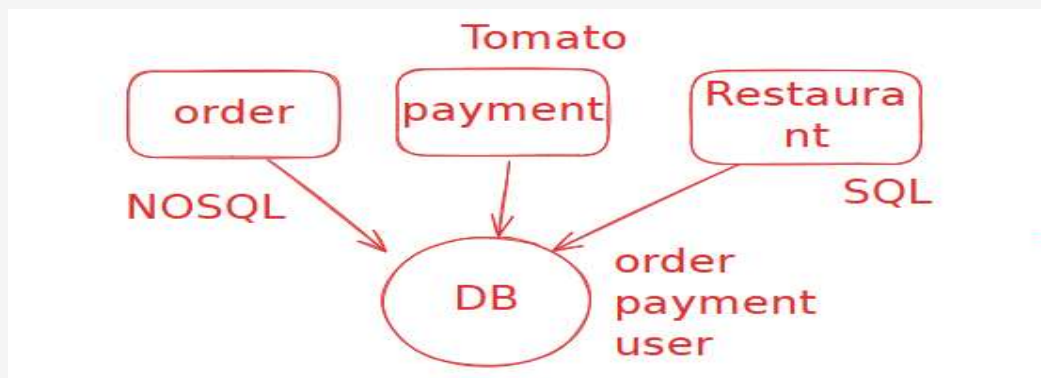 Tomato
order
payment
Restaura
nt
NOSQL
SQL
DB
order
payment
user